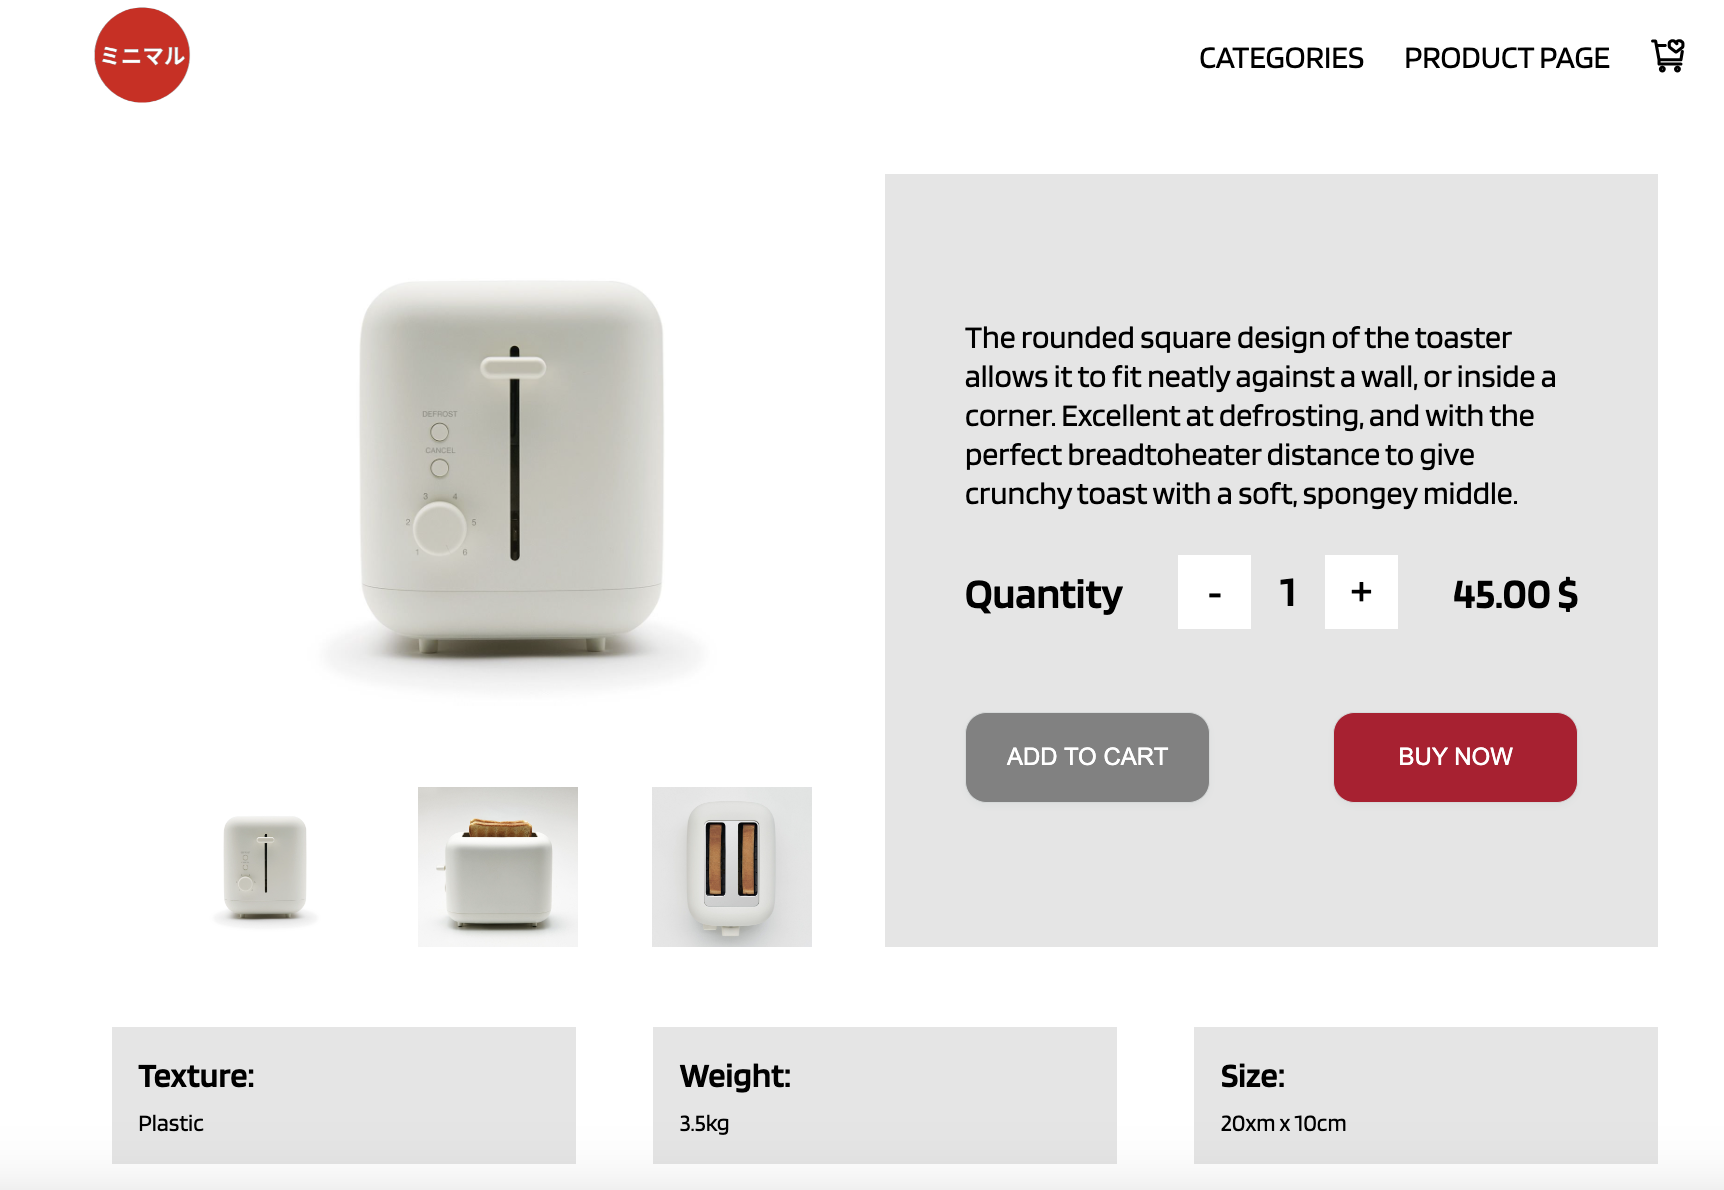 ミニマル
CATEGORIES PRODUCT PAGE
DEFROST
CANCEL
3 4
2 5
1 6
The rounded square design of the toaster
allows it to fit neatly against a wall, or inside a
corner. Excellent at defrosting, and with the
perfect breadtoheater distance to give
crunchy toast with a soft, spongey middle.
Quantity - 1 + 45.00 $
ADD TO CART BUY NOW
Texture:
Plastic
Weight:
3.5kg
Size:
20xm x 10cm